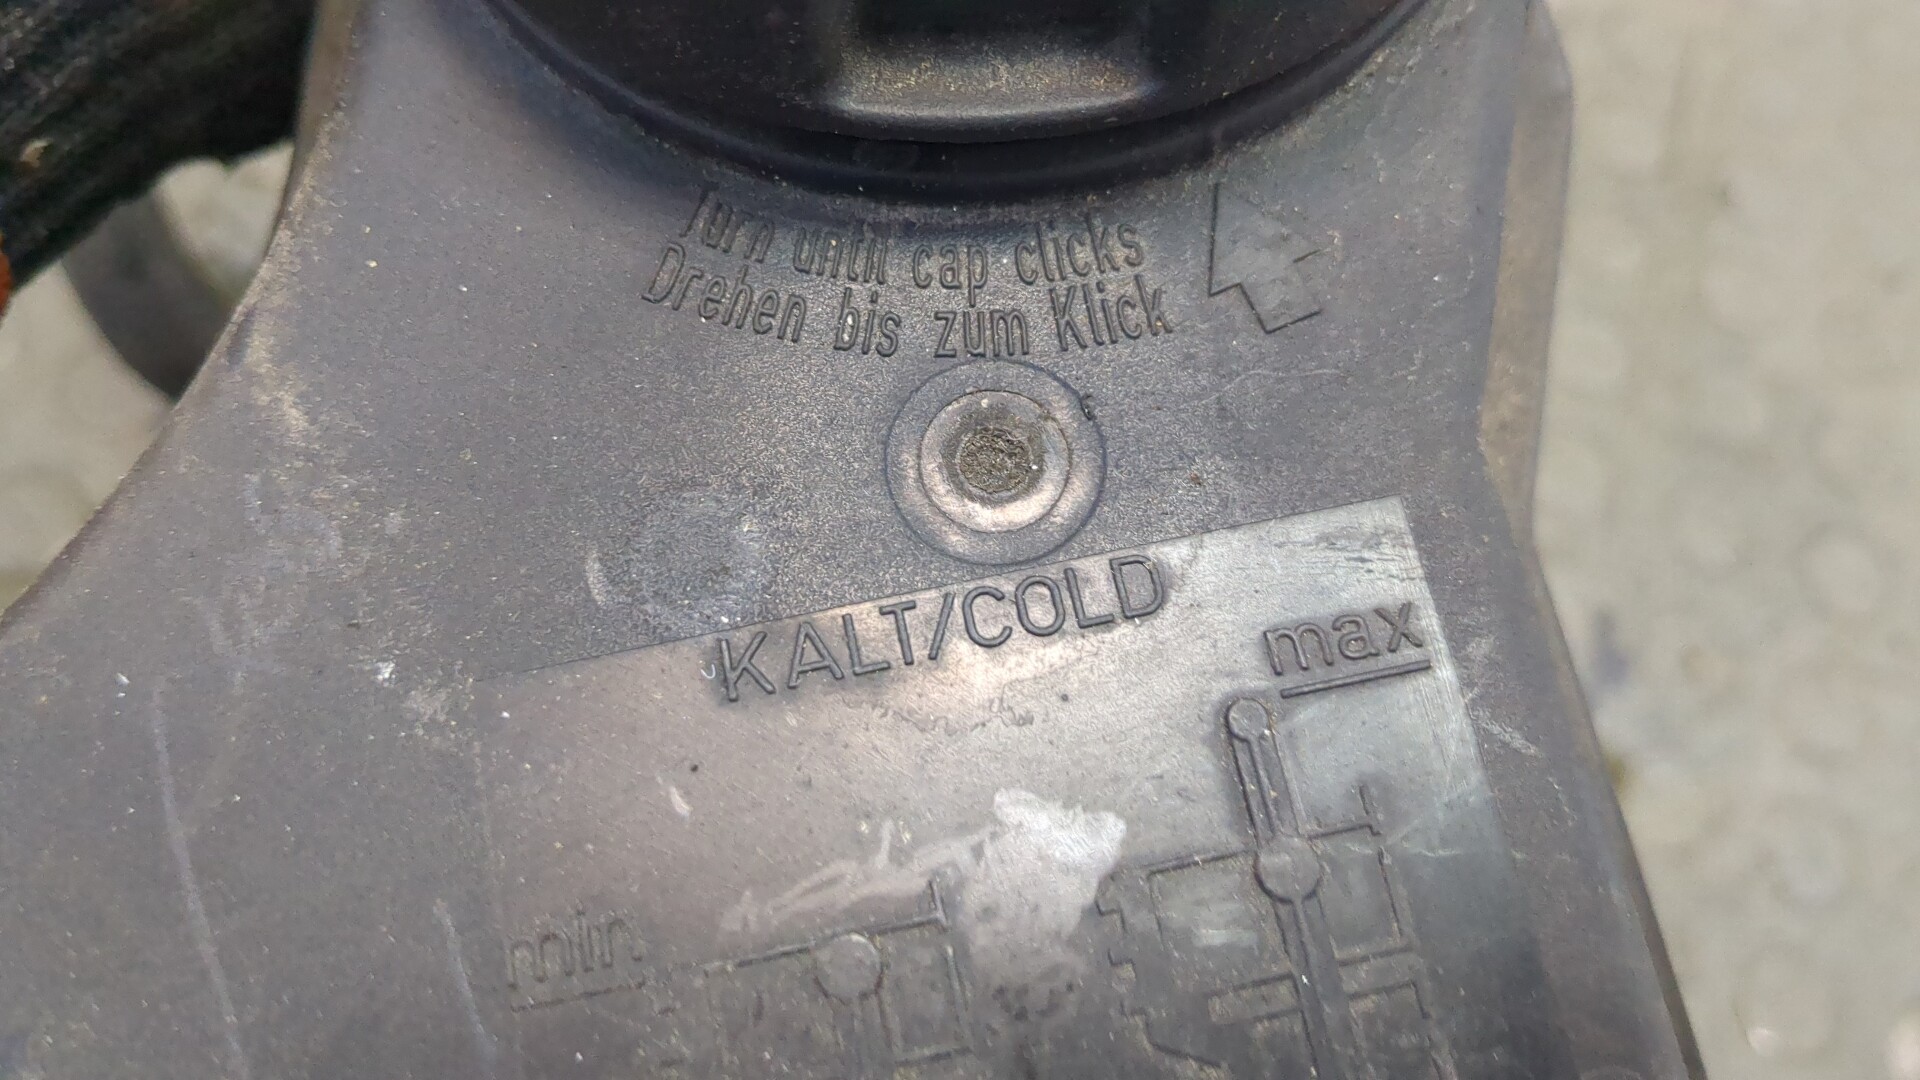 Turn until cap clicks
Drehen bis zum Klick
KALT/COLD
max
min